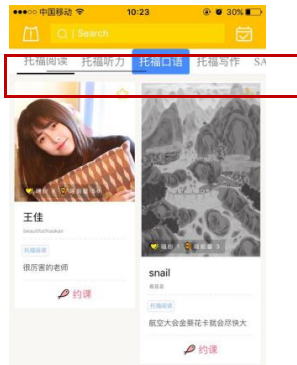 中国移动 10:23 30%
Search
托福阅读 托福听力 托福口语 托福写作 SA
王佳
托福阅读
很厉害的老师
约课
snail
托福阅读
航空大会金葵花卡就会尽快大
约课